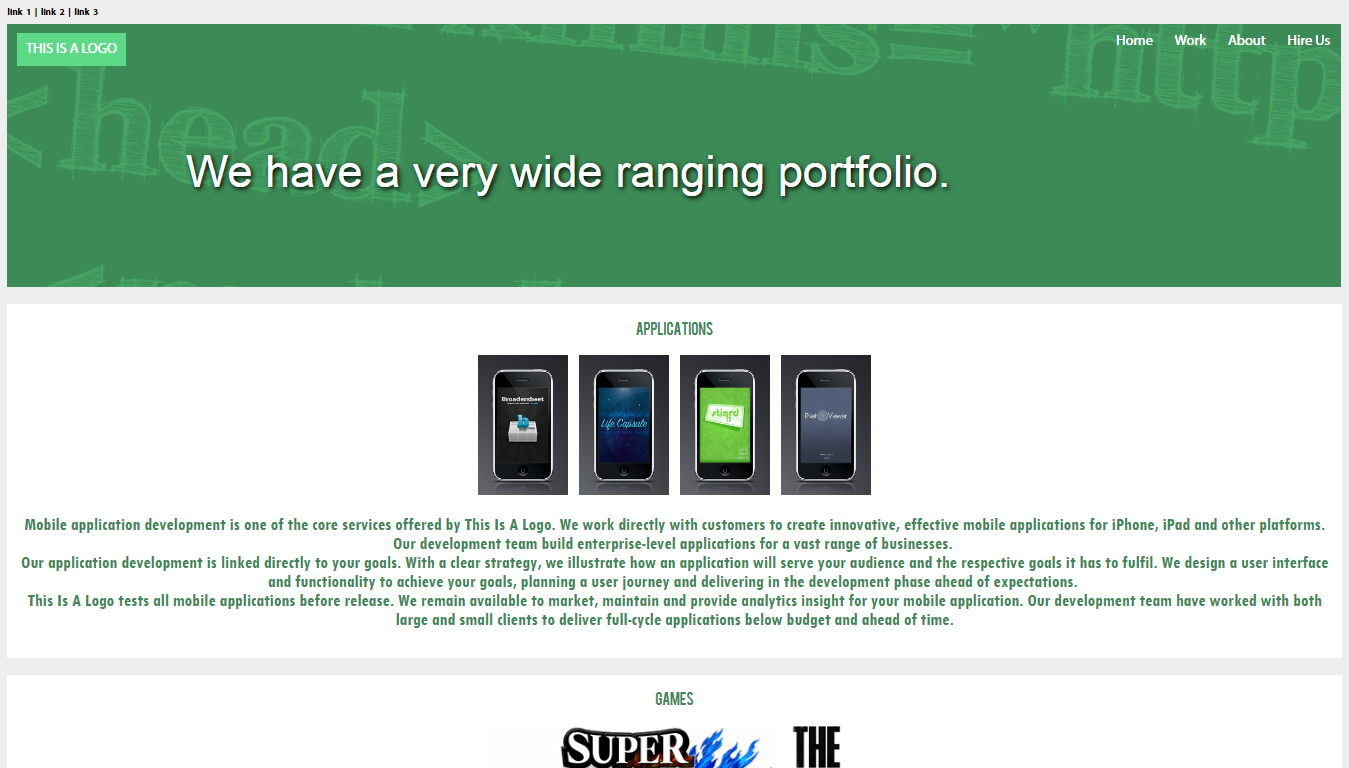 link 1 | link 2 | link 3
THIS IS A LOGO
Home Work About Hire Us
xmlns="http
<head>
We have a very wide ranging portfolio.
APPLICATIONS
Broadersheet
Life Capsule
iNet Viewer
Mobile application development is one of the core services offered by This Is A Logo. We work directly with customers to create innovative, effective mobile applications for iPhone, iPad and other platforms.
Our development team build enterprise-level applications for a vast range of businesses.
Our application development is linked directly to your goals. With a clear strategy, we illustrate how an application will serve your audience and the respective goals it has to fulfil. We design a user interface
and functionality to achieve your goals, planning a user journey and delivering in the development phase ahead of expectations.
This Is A Logo tests all mobile applications before release. We remain available to market, maintain and provide analytics insight for your mobile application. Our development team have worked with both
large and small clients to deliver full-cycle applications below budget and ahead of time.
GAMES
SUPER
THE